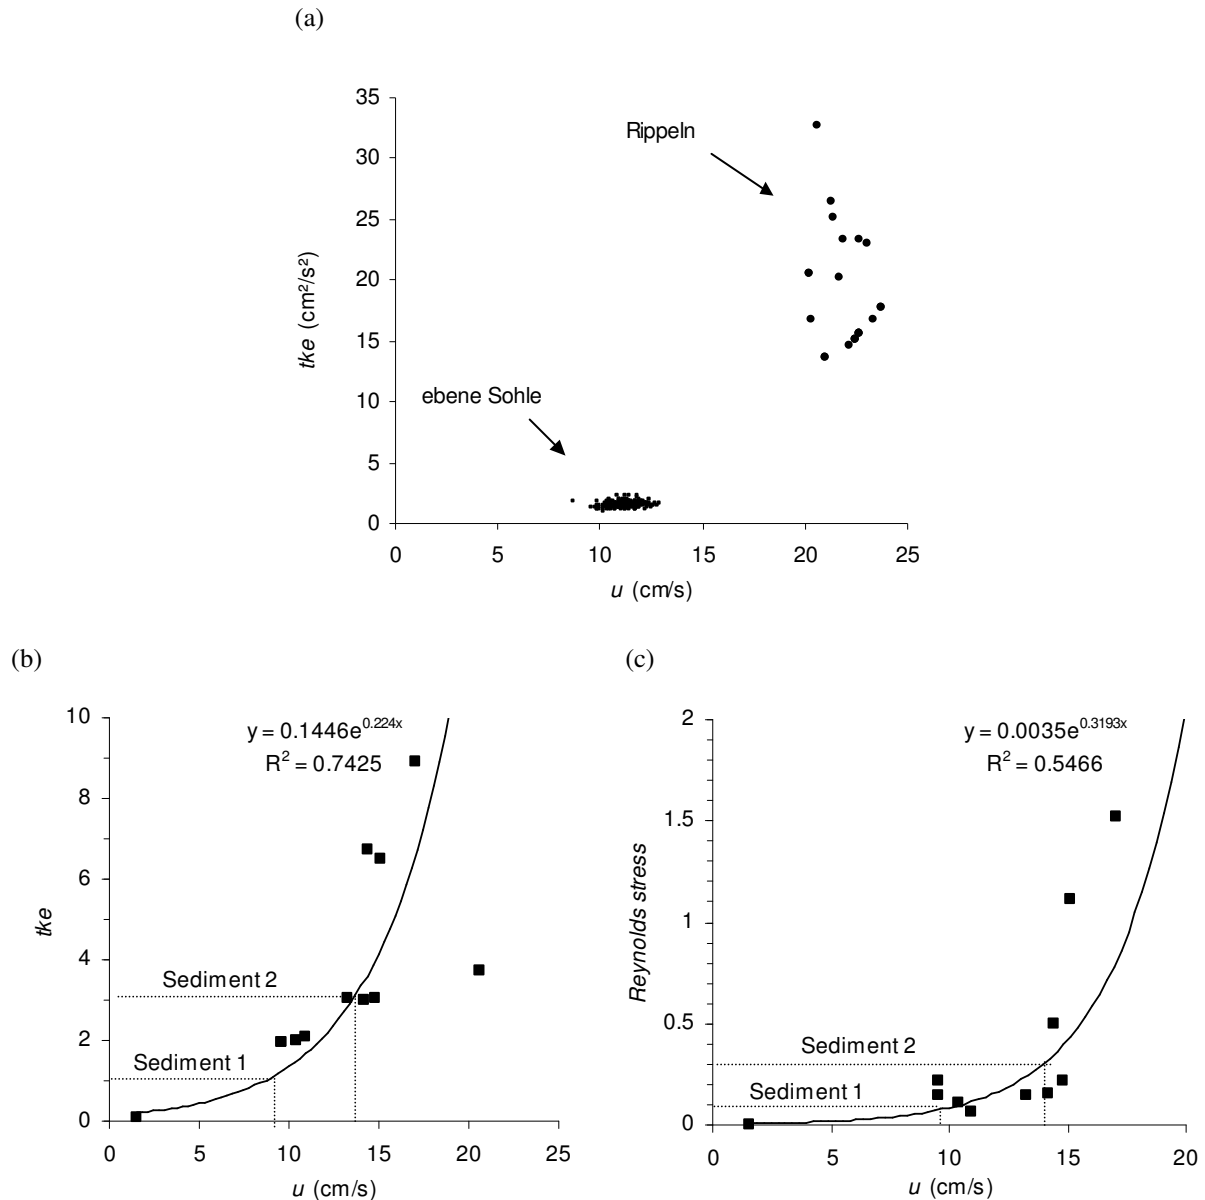 (a)
35
30
25
20
15
10
5
0
tke (cm²/s²)
Rippeln
ebene Sohle
0 5 10 15 20 25
u (cm/s)
(b)
10
8
6
4
2
0
tke
y = 0.1446e^0.224x
R² = 0.7425
Sediment 2
Sediment 1
0 5 10 15 20 25
u (cm/s)
(c)
2
1.5
1
0.5
0
Reynolds stress
y = 0.0035e^0.3193x
R² = 0.5466
Sediment 2
Sediment 1
0 5 10 15 20
u (cm/s)